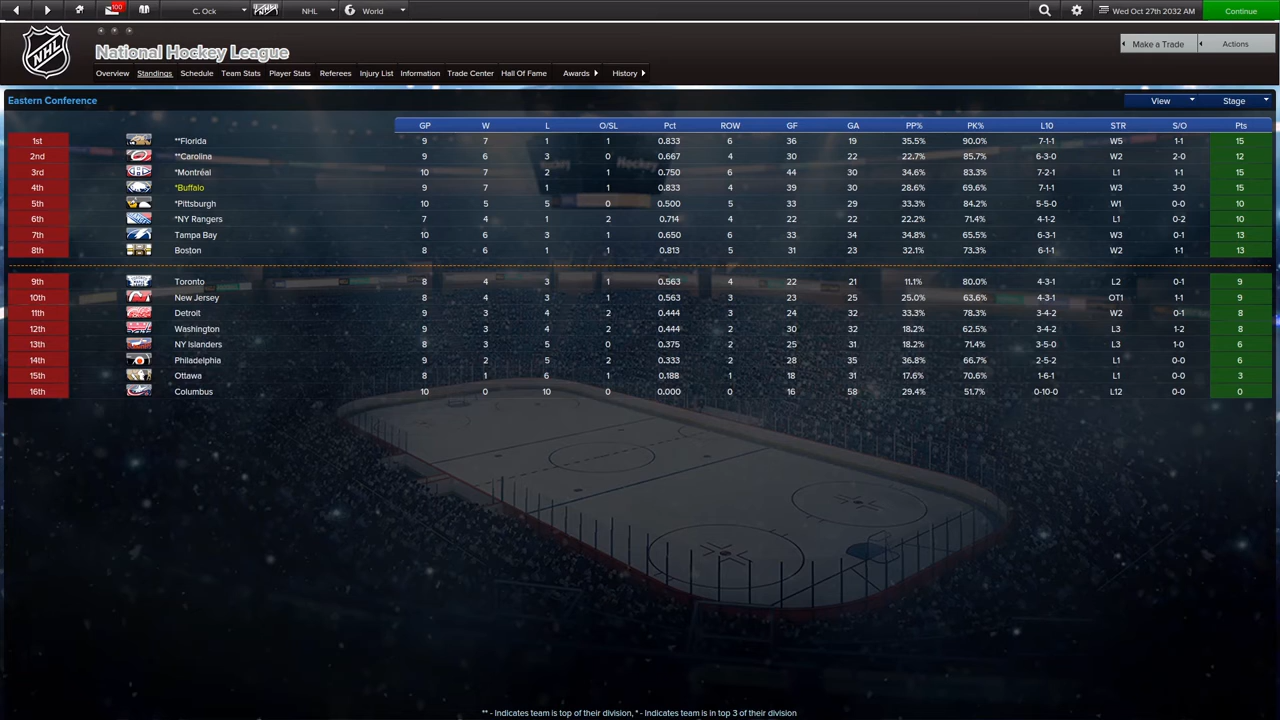 100 C. Ock NHL World Wed Oct 27th 2032 AM Continue
NHL National Hockey League Make a Trade Actions
Overview Standings Schedule Team Stats Player Stats Referees Injury List Information Trade Center Hall Of Fame Awards History
Eastern Conference View Stage
GP W L O/SL Pct ROW GF GA PP% PK% L10 STR S/O Pts
1st **Florida 9 7 1 1 0.833 6 36 19 35.5% 90.0% 7-1-1 W5 1-1 15
2nd **Carolina 9 6 3 0 0.667 4 30 22 22.7% 85.7% 6-3-0 W2 2-0 12
3rd *Montréal 10 7 2 1 0.750 6 44 30 34.6% 83.3% 7-2-1 L1 1-1 15
4th *Buffalo 9 7 1 1 0.833 4 39 30 28.6% 69.6% 7-1-1 W3 3-0 15
5th *Pittsburgh 10 5 5 0 0.500 5 33 29 33.3% 84.2% 5-5-0 W1 0-0 10
6th *NY Rangers 7 4 1 2 0.714 4 22 22 22.2% 71.4% 4-1-2 L1 0-2 10
7th Tampa Bay 10 6 3 1 0.650 6 33 34 34.8% 65.5% 6-3-1 W3 0-1 13
8th Boston 8 6 1 1 0.813 5 31 23 32.1% 73.3% 6-1-1 W2 1-1 13
9th Toronto 8 4 3 1 0.563 4 22 21 11.1% 80.0% 4-3-1 L2 0-1 9
10th New Jersey 8 4 3 1 0.563 3 23 25 25.0% 63.6% 4-3-1 OT1 1-1 9
11th Detroit 9 3 4 2 0.444 3 24 32 33.3% 78.3% 3-4-2 W2 0-1 8
12th Washington 9 3 4 2 0.444 2 30 32 18.2% 62.5% 3-4-2 L3 1-2 8
13th NY Islanders 8 3 5 0 0.375 2 25 31 18.2% 71.4% 3-5-0 L3 1-0 6
14th Philadelphia 9 2 5 2 0.333 2 28 35 36.8% 66.7% 2-5-2 L1 0-0 6
15th Ottawa 8 1 6 1 0.188 1 18 31 17.6% 70.6% 1-6-1 L1 0-0 3
16th Columbus 10 0 10 0 0.000 0 16 58 29.4% 51.7% 0-10-0 L12 0-0 0
** - Indicates team is top of their division, * - Indicates team is in top 3 of their division